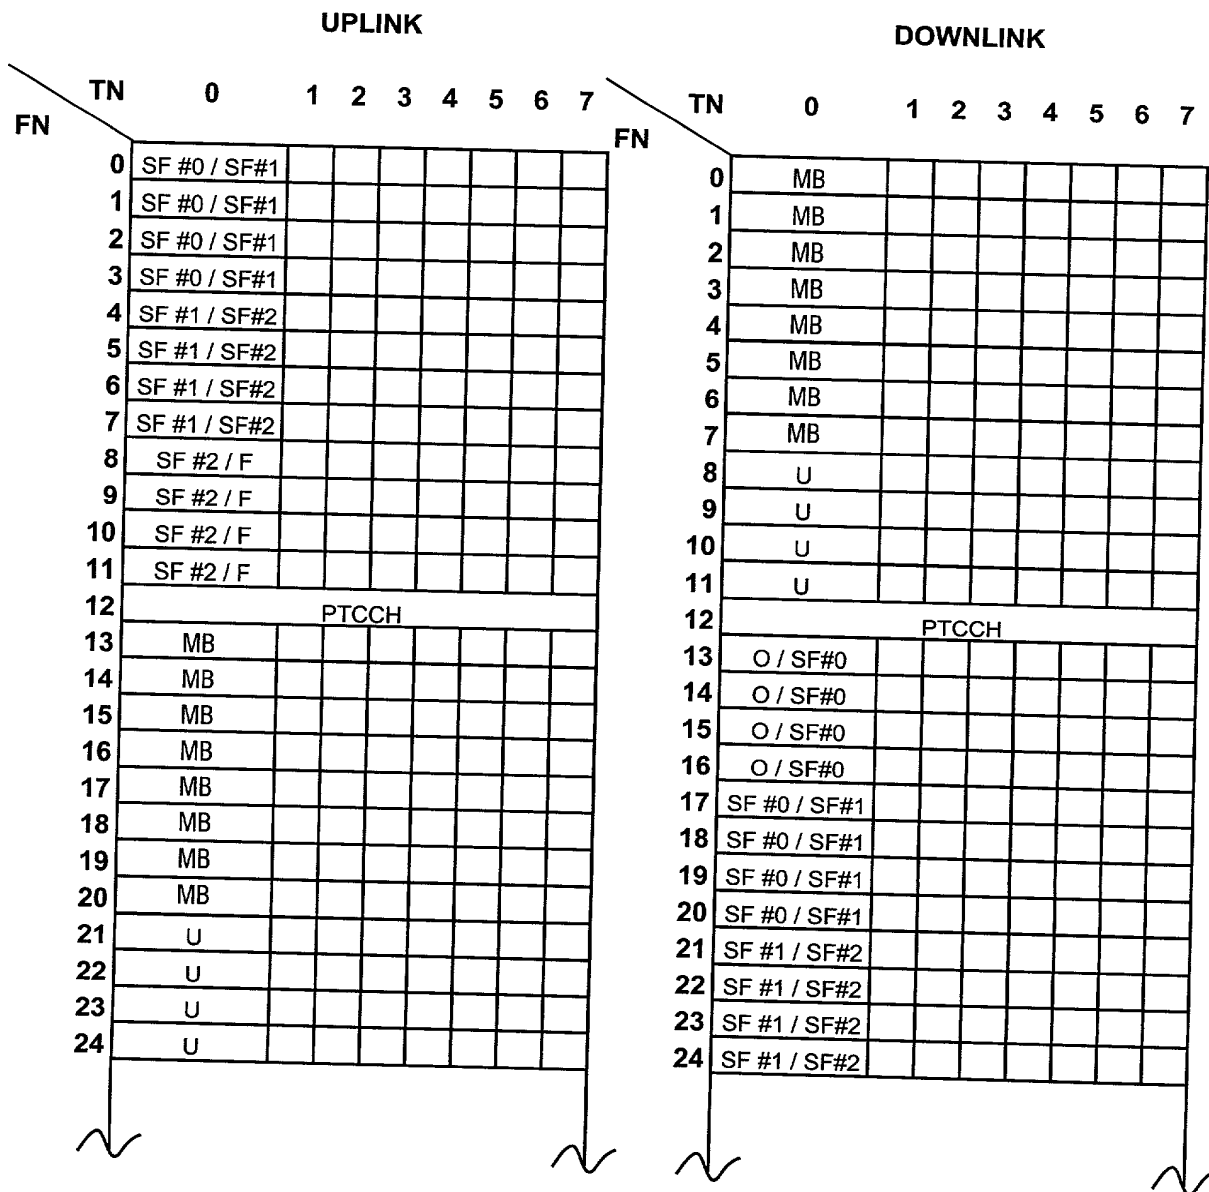 UPLINK
TN 0 1 2 3 4 5 6 7
FN
0 SF #0 / SF#1
1 SF #0 / SF#1
2 SF #0 / SF#1
3 SF #0 / SF#1
4 SF #1 / SF#2
5 SF #1 / SF#2
6 SF #1 / SF#2
7 SF #1 / SF#2
8 SF #2 / F
9 SF #2 / F
10 SF #2 / F
11 SF #2 / F
12 PTCCH
13 MB
14 MB
15 MB
16 MB
17 MB
18 MB
19 MB
20 MB
21 U
22 U
23 U
24 U
DOWNLINK
TN 0 1 2 3 4 5 6 7
FN
0 MB
1 MB
2 MB
3 MB
4 MB
5 MB
6 MB
7 MB
8 U
9 U
10 U
11 U
12 PTCCH
13 O / SF#0
14 O / SF#0
15 O / SF#0
16 O / SF#0
17 SF #0 / SF#1
18 SF #0 / SF#1
19 SF #0 / SF#1
20 SF #0 / SF#1
21 SF #1 / SF#2
22 SF #1 / SF#2
23 SF #1 / SF#2
24 SF #1 / SF#2